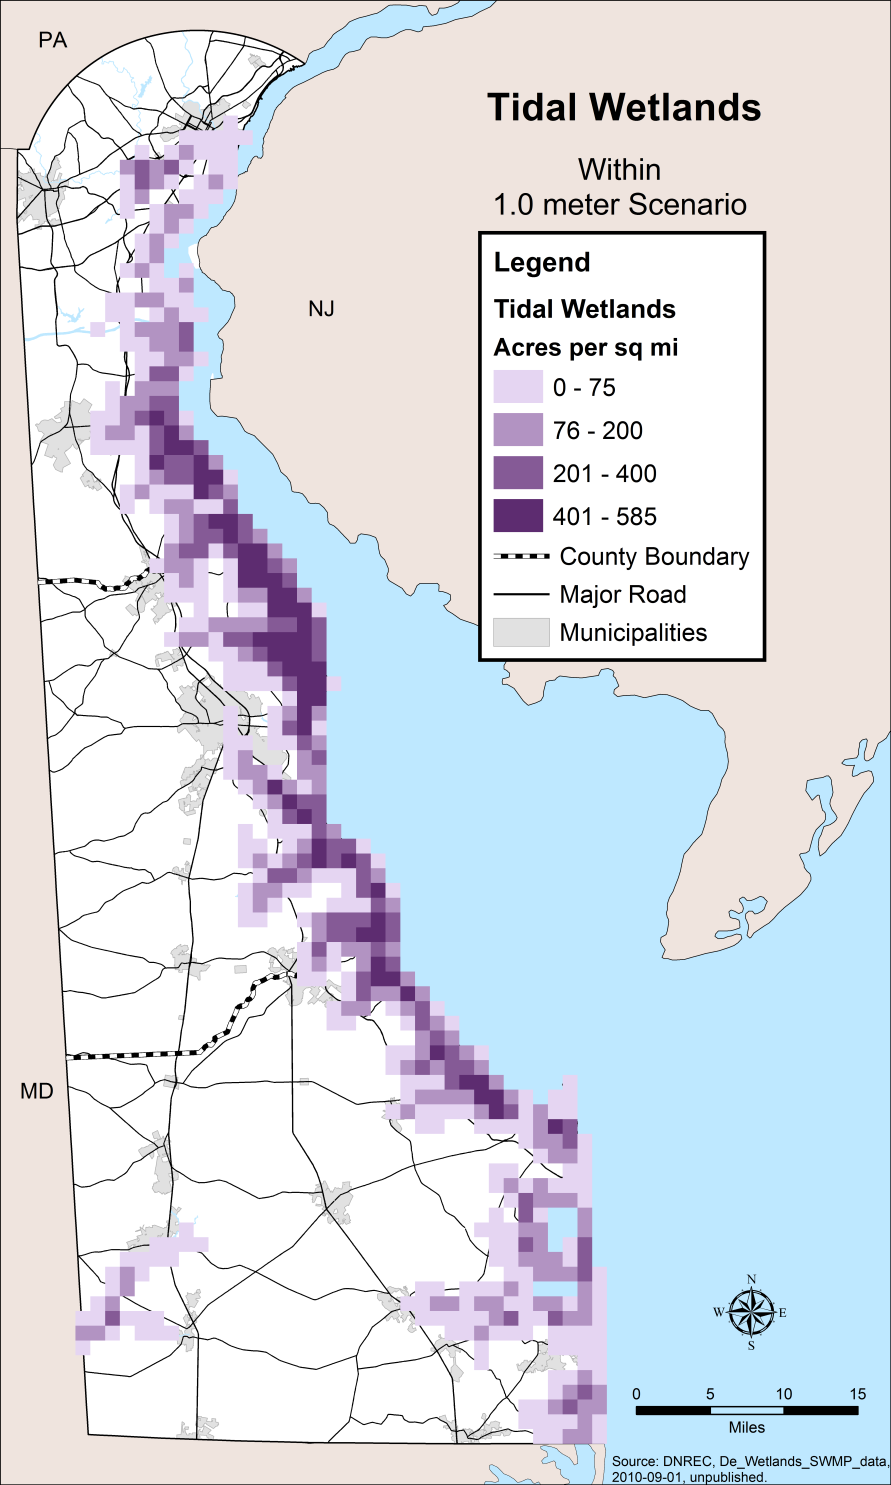 PA
Tidal Wetlands
Within
1.0 meter Scenario
Legend
Tidal Wetlands
Acres per sq mi
0 - 75
76 - 200
201 - 400
401 - 585
County Boundary
Major Road
Municipalities
NJ
MD
N
W E
S
0 5 10 15
Miles
Source: DNREC, De_Wetlands_SWMP_data,
2010-09-01, unpublished.